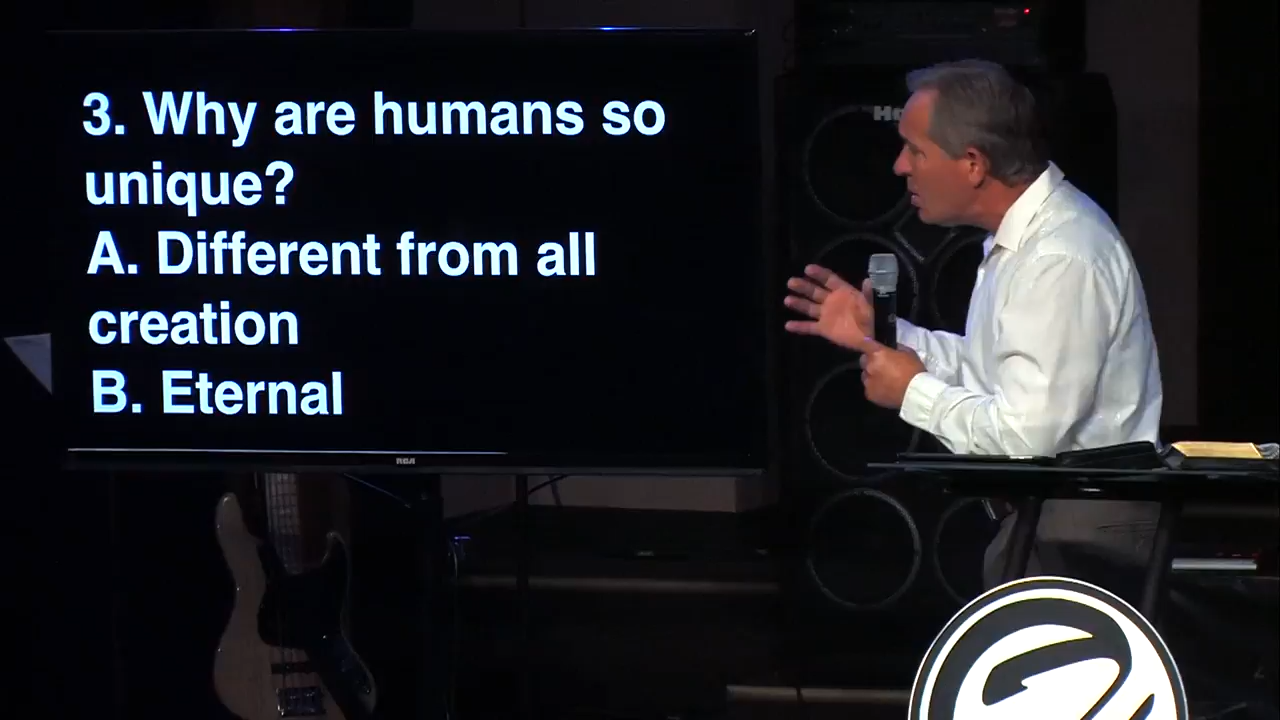 3. Why are humans so
unique?
A. Different from all
creation
B. Eternal
RCA